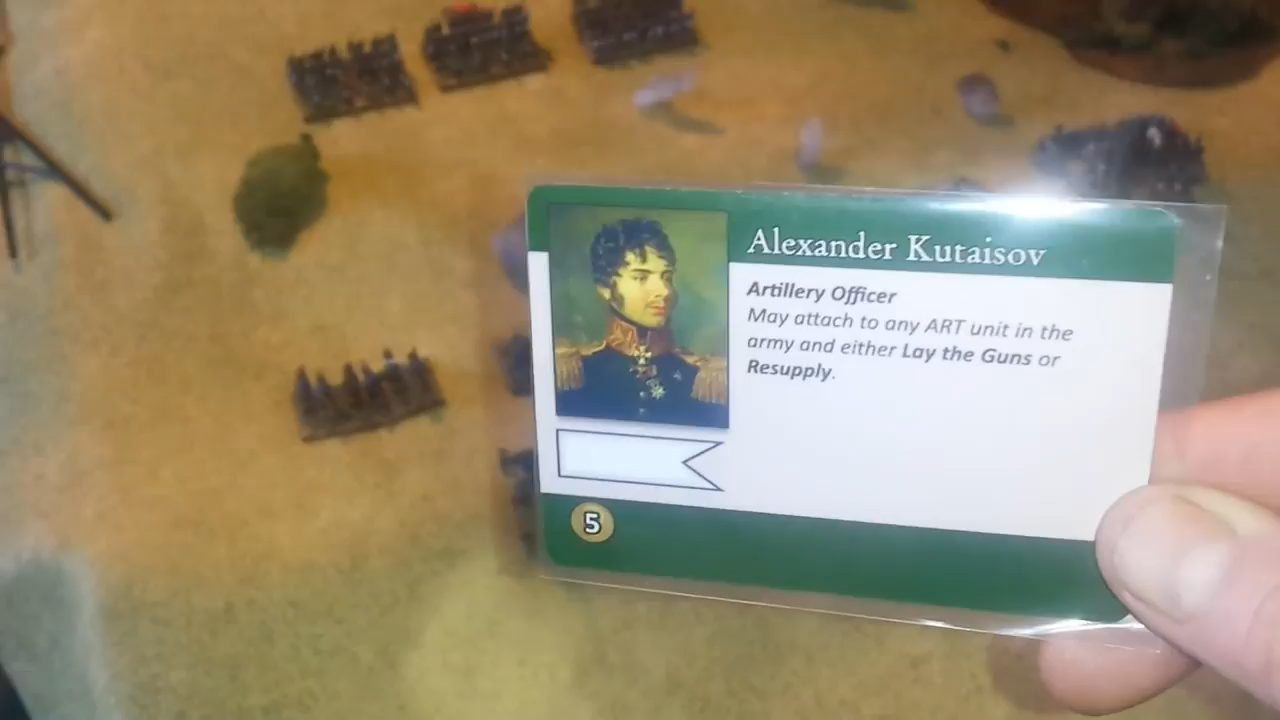 Alexander Kutaisov
Artillery Officer
May attach to any ART unit in the
army and either Lay the Guns or
Resupply.
5